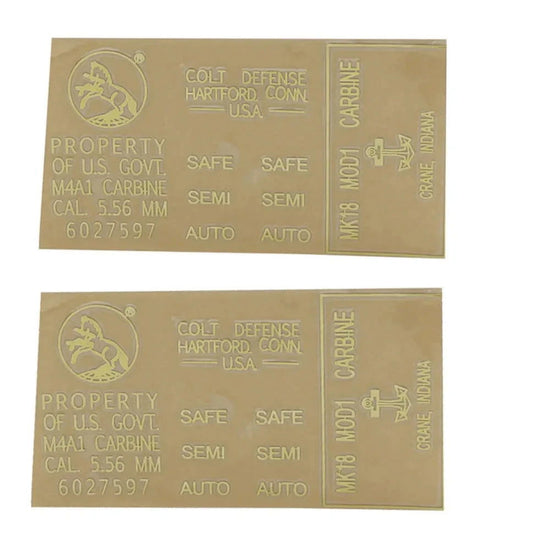 ®
PROPERTY
OF U.S. GOVT.
M4A1 CARBINE
CAL. 5.56 MM
6027597
COLT DEFENSE
HARTFORD, CONN.
U.S.A.
SAFE SAFE
SEMI SEMI
AUTO AUTO
MK18 MOD1 CARBINE
CRANE, INDIANA
®
PROPERTY
OF U.S. GOVT.
M4A1 CARBINE
CAL. 5.56 MM
6027597
COLT DEFENSE
HARTFORD, CONN.
U.S.A.
SAFE SAFE
SEMI SEMI
AUTO AUTO
MK18 MOD1 CARBINE
CRANE, INDIANA